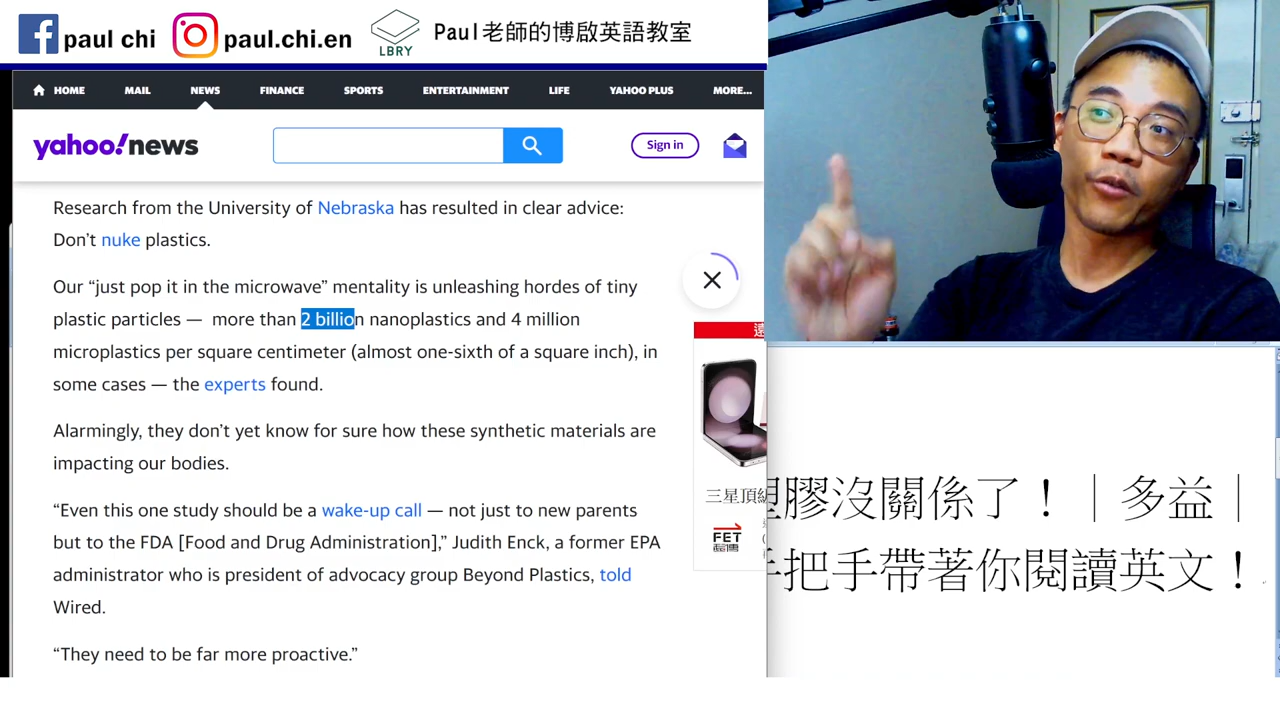 paul chi
paul.chi.en
LBRY
Paul老師的博啟英語教室
HOME
MAIL
NEWS
FINANCE
SPORTS
ENTERTAINMENT
LIFE
YAHOO PLUS
MORE...
yahoo!news
Sign in
Research from the University of Nebraska has resulted in clear advice:
Don’t nuke plastics.
Our “just pop it in the microwave” mentality is unleashing hordes of tiny
plastic particles — more than 2 billion nanoplastics and 4 million
microplastics per square centimeter (almost one-sixth of a square inch), in
some cases — the experts found.
Alarmingly, they don’t yet know for sure how these synthetic materials are
impacting our bodies.
“Even this one study should be a wake-up call — not just to new parents
but to the FDA [Food and Drug Administration],” Judith Enck, a former EPA
administrator who is president of advocacy group Beyond Plastics, told
Wired.
“They need to be far more proactive.”
三星頂級
FET
遠傳
塑膠沒關係了！｜多益｜
手把手帶著你閱讀英文！